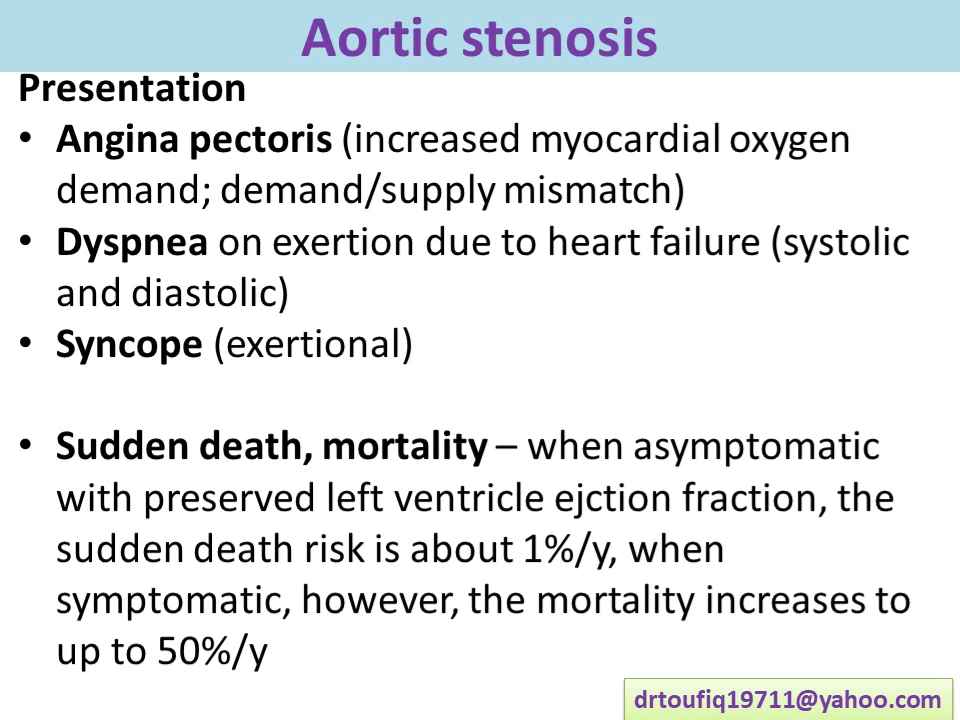 Aortic stenosis
Presentation
• Angina pectoris (increased myocardial oxygen
demand; demand/supply mismatch)
• Dyspnea on exertion due to heart failure (systolic
and diastolic)
• Syncope (exertional)
• Sudden death, mortality – when asymptomatic
with preserved left ventricle ejction fraction, the
sudden death risk is about 1%/y, when
symptomatic, however, the mortality increases to
up to 50%/y
drtoufiq19711@yahoo.com